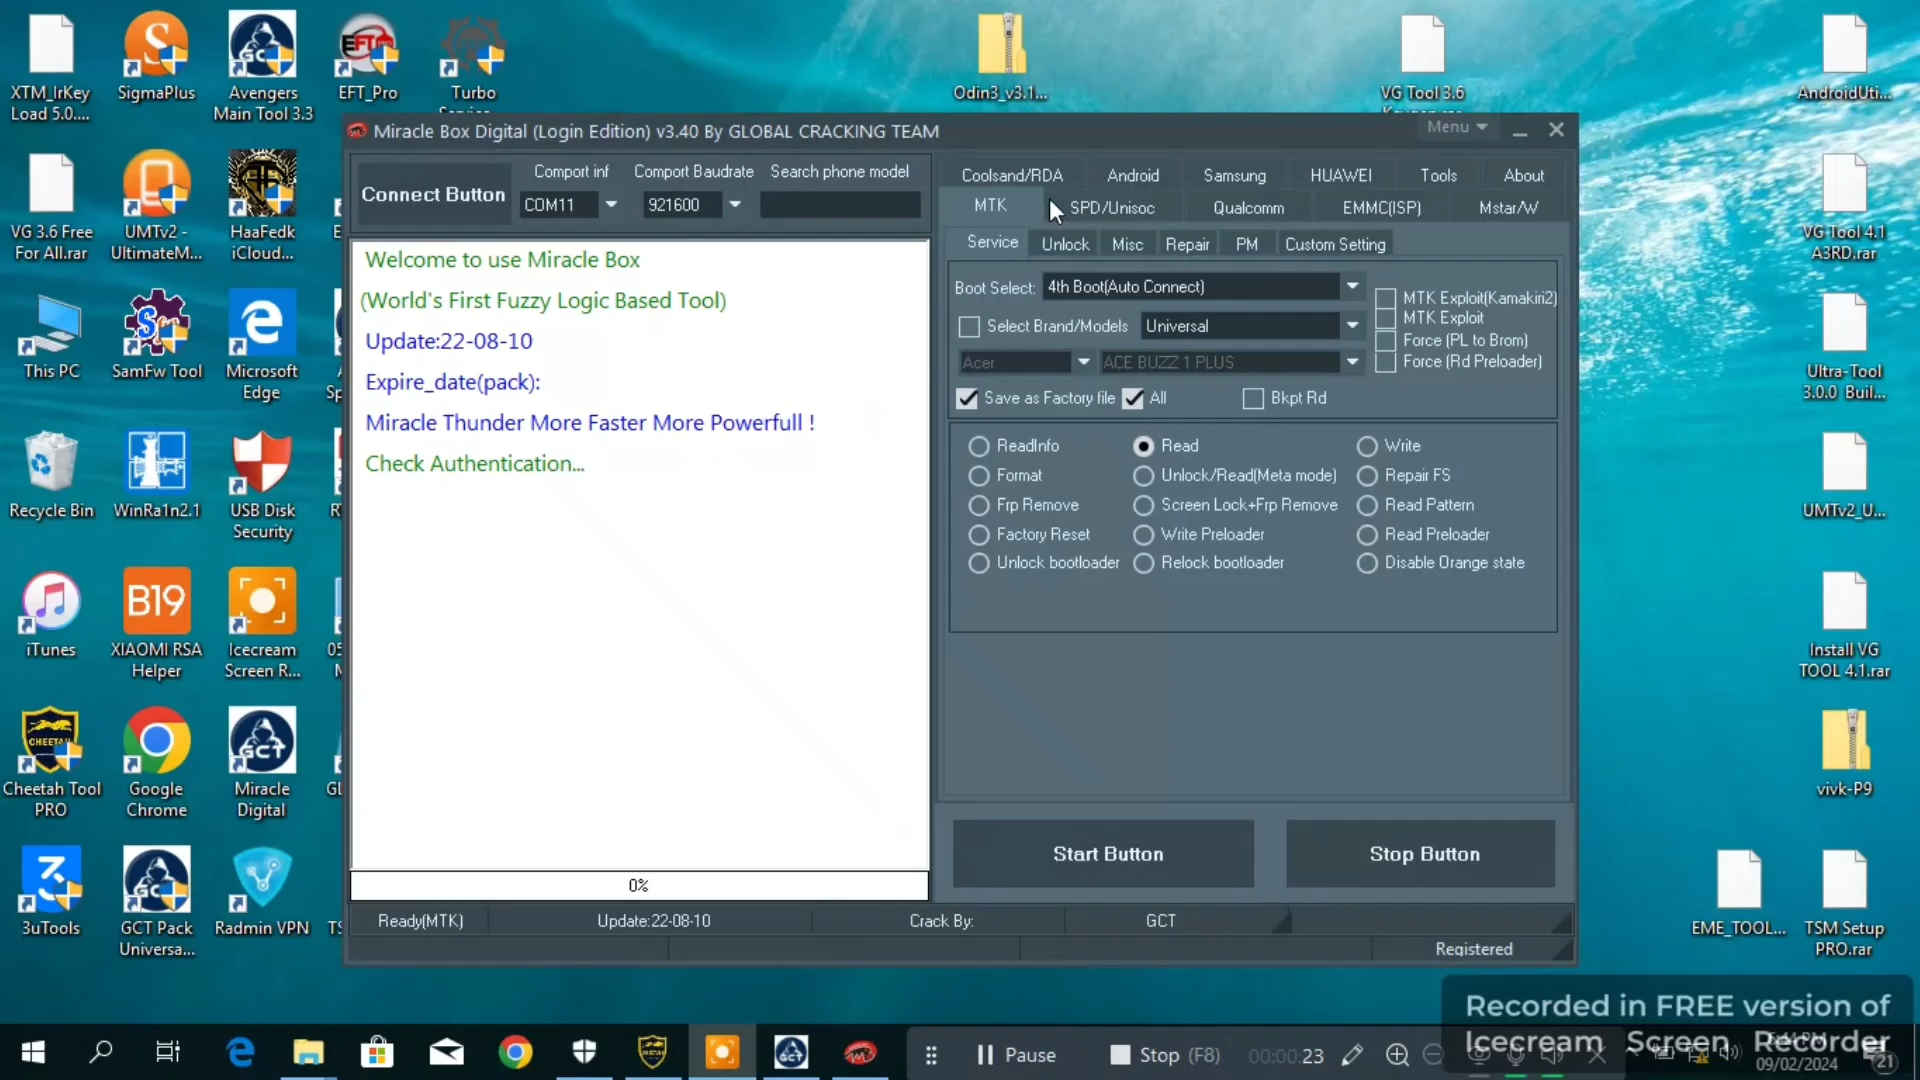 XTM_IrKey
Load 5.0....
SigmaPlus
Avengers
Main Tool 3.3
EFT_Pro
Turbo
Odin3_v3.1...
VG Tool 3.6
AndroidUti...
VG 3.6 Free
For All.rar
UMTv2 -
UltimateM...
HaaFedk
iCloud...
This PC
SamFw Tool
Microsoft
Edge
Recycle Bin
WinRa1n2.1
USB Disk
Security
iTunes
XIAOMI RSA
Helper
Icecream
Screen R...
Cheetah Tool
PRO
Google
Chrome
Miracle
Digital
3uTools
GCT Pack
Universa...
Radmin VPN
VG Tool 4.1
A3RD.rar
Ultra-Tool
3.0.0 Buil...
UMTv2_U...
Install VG
TOOL 4.1.rar
vivk-P9
EME_TOOL...
TSM Setup
PRO.rar
Miracle Box Digital (Login Edition) v3.40 By GLOBAL CRACKING TEAM
Menu
Connect Button
Comport inf
Comport Baudrate
Search phone model
COM11
921600
Coolsand/RDA
Android
Samsung
HUAWEI
Tools
About
MTK
SPD/Unisoc
Qualcomm
EMMC(ISP)
Mstar/W
Service
Unlock
Misc
Repair
PM
Custom Setting
Welcome to use Miracle Box
(World's First Fuzzy Logic Based Tool)
Update:22-08-10
Expire_date(pack):
Miracle Thunder More Faster More Powerfull !
Check Authentication...
Boot Select:
4th Boot(Auto Connect)
MTK Exploit(Kamakiri2)
MTK Exploit
Select Brand/Models
Universal
Force (PL to Brom)
Acer
ACE BUZZ 1 PLUS
Force (Rd Preloader)
Save as Factory file
All
Bkpt Rd
ReadInfo
Read
Write
Format
Unlock/Read(Meta mode)
Repair FS
Frp Remove
Screen Lock+Frp Remove
Read Pattern
Factory Reset
Write Preloader
Read Preloader
Unlock bootloader
Relock bootloader
Disable Orange state
Start Button
Stop Button
0%
Ready(MTK)
Update:22-08-10
Crack By:
GCT
Registered
Recorded in FREE version of
Icecream Screen Recorder
Pause
Stop (F8)
00:00:23
09/02/2024
21